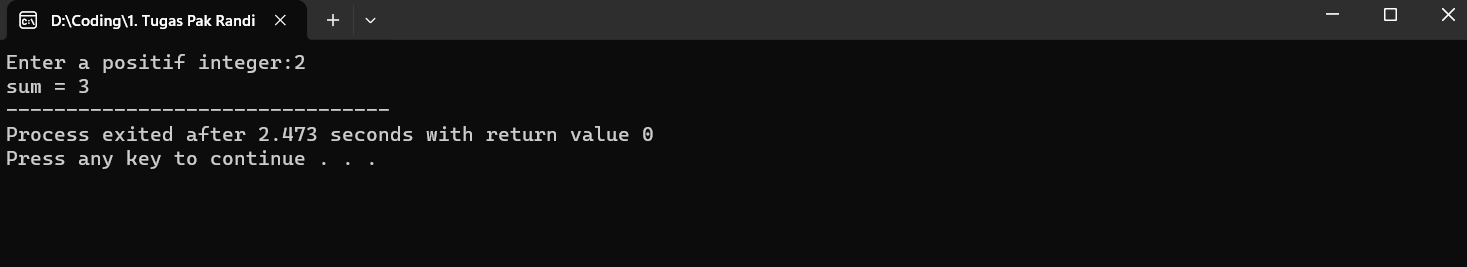 D:\Coding\1. Tugas Pak Randi
Enter a positif integer:2
sum = 3
--------------------------------
Process exited after 2.473 seconds with return value 0
Press any key to continue . . .